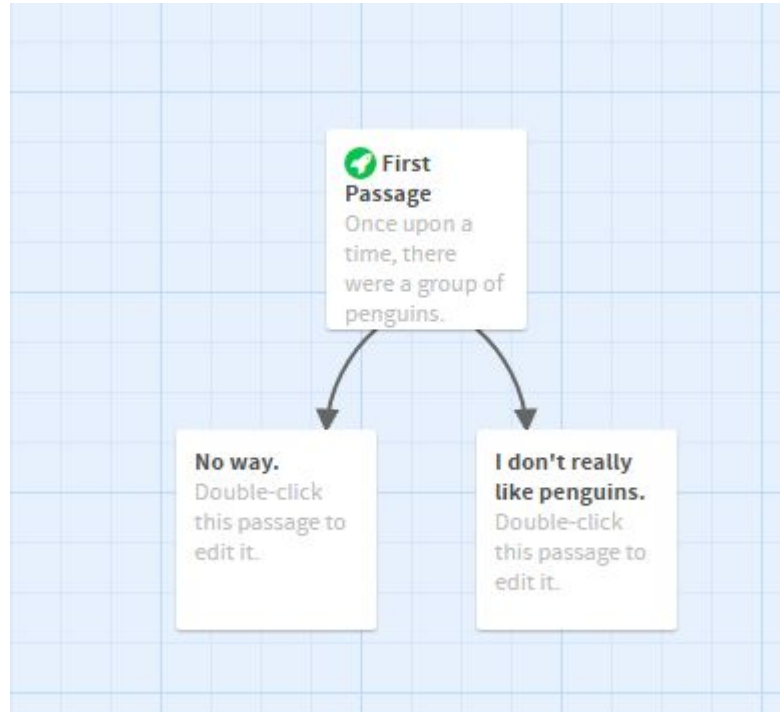 First
Passage
Once upon a
time, there
were a group of
penguins.
No way.
Double-click
this passage to
edit it.
I don't really
like penguins.
Double-click
this passage to
edit it.